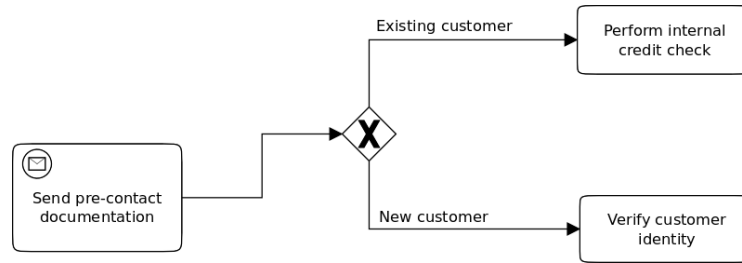 Existing customer
Perform internal
credit check
Send pre-contact
documentation
New customer
Verify customer
identity